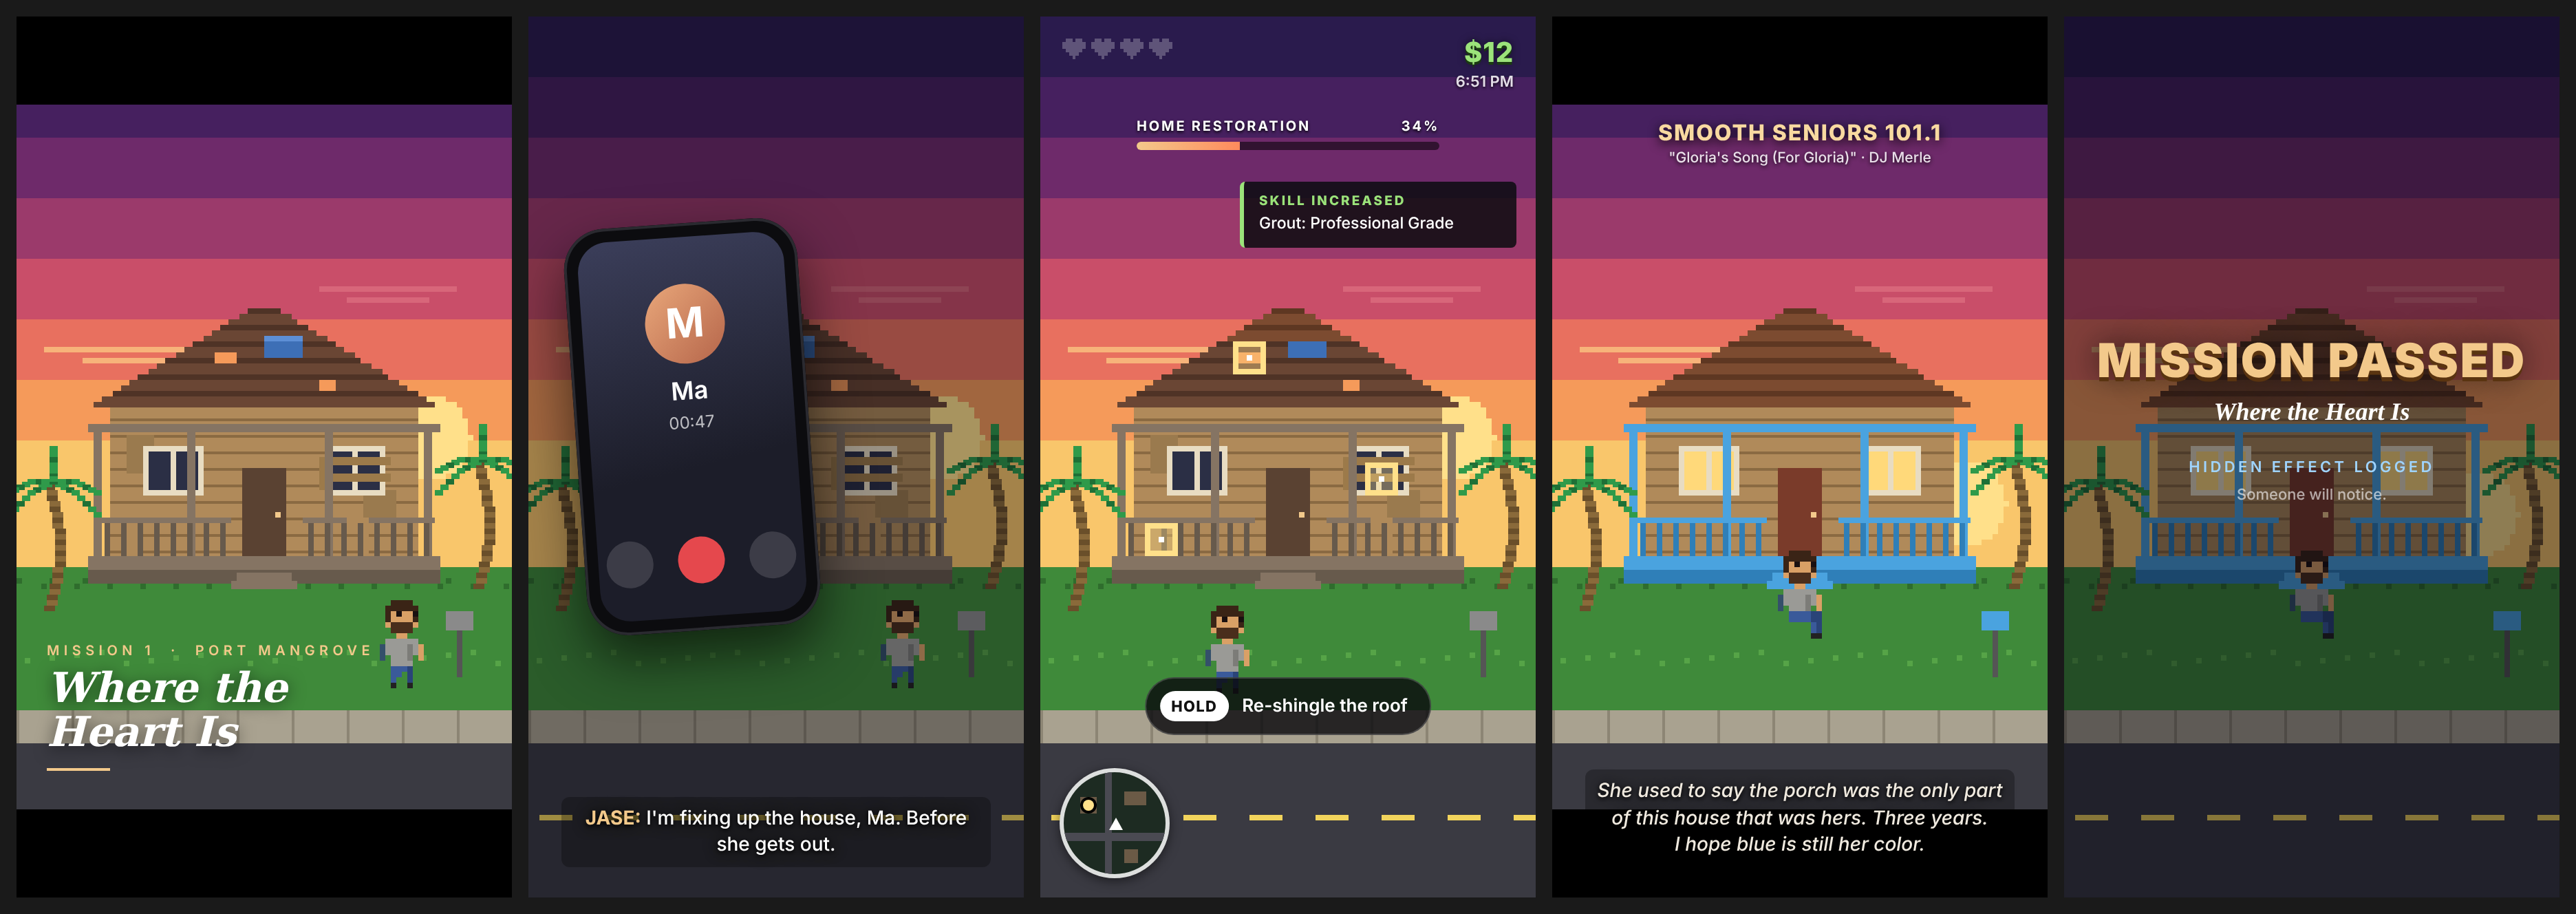 MISSION 1 · PORT MANGROVE
Where the
Heart Is
M
Ma
00:47
JASE: I'm fixing up the house, Ma. Before
she gets out.
$12
6:51 PM
HOME RESTORATION 34%
SKILL INCREASED
Grout: Professional Grade
HOLD Re-shingle the roof
SMOOTH SENIORS 101.1
"Gloria's Song (For Gloria)" · DJ Merle
She used to say the porch was the only part
of this house that was hers. Three years.
I hope blue is still her color.
MISSION PASSED
Where the Heart Is
HIDDEN EFFECT LOGGED
Someone will notice.